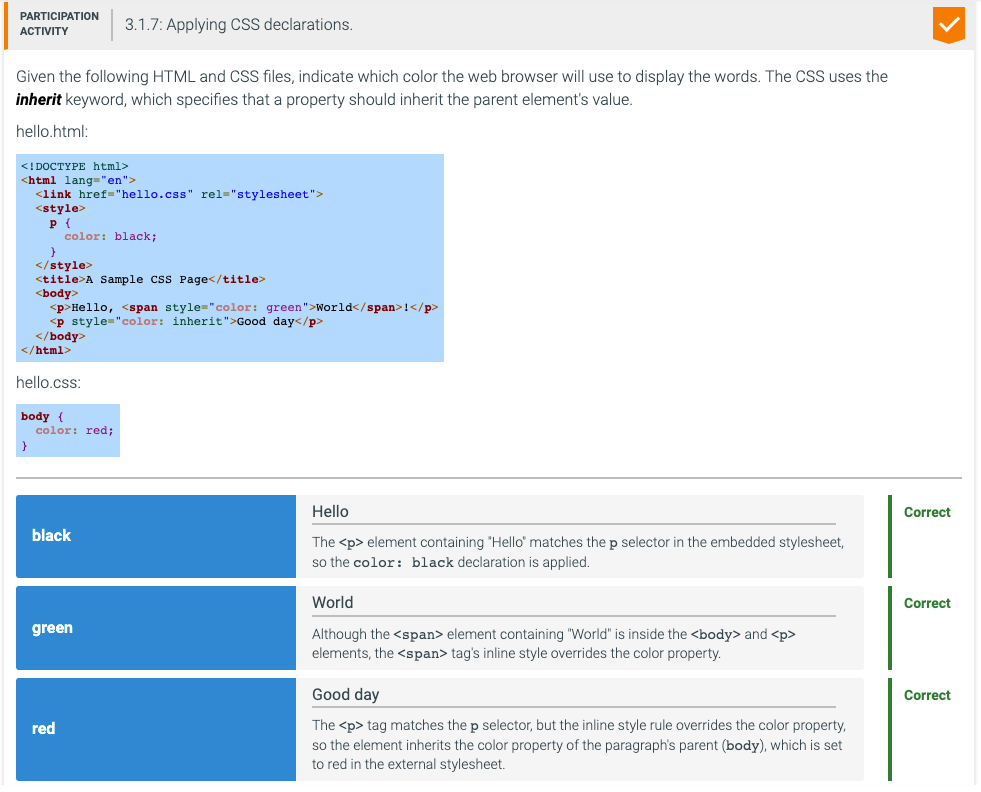 PARTICIPATION
ACTIVITY
3.1.7: Applying CSS declarations.
Given the following HTML and CSS files, indicate which color the web browser will use to display the words. The CSS uses the
inherit keyword, which specifies that a property should inherit the parent element's value.
hello.html:
<!DOCTYPE html>
<html lang="en">
  <link href="hello.css" rel="stylesheet">
  <style>
    p {
      color: black;
    }
  </style>
  <title>A Sample CSS Page</title>
  <body>
    <p>Hello, <span style="color: green">World</span>!</p>
    <p style="color: inherit">Good day</p>
  </body>
</html>
hello.css:
body {
  color: red;
}
black
Hello
The <p> element containing "Hello" matches the p selector in the embedded stylesheet,
so the color: black declaration is applied.
Correct
green
World
Although the <span> element containing "World" is inside the <body> and <p>
elements, the <span> tag's inline style overrides the color property.
Correct
red
Good day
The <p> tag matches the p selector, but the inline style rule overrides the color property,
so the element inherits the color property of the paragraph's parent (body), which is set
to red in the external stylesheet.
Correct